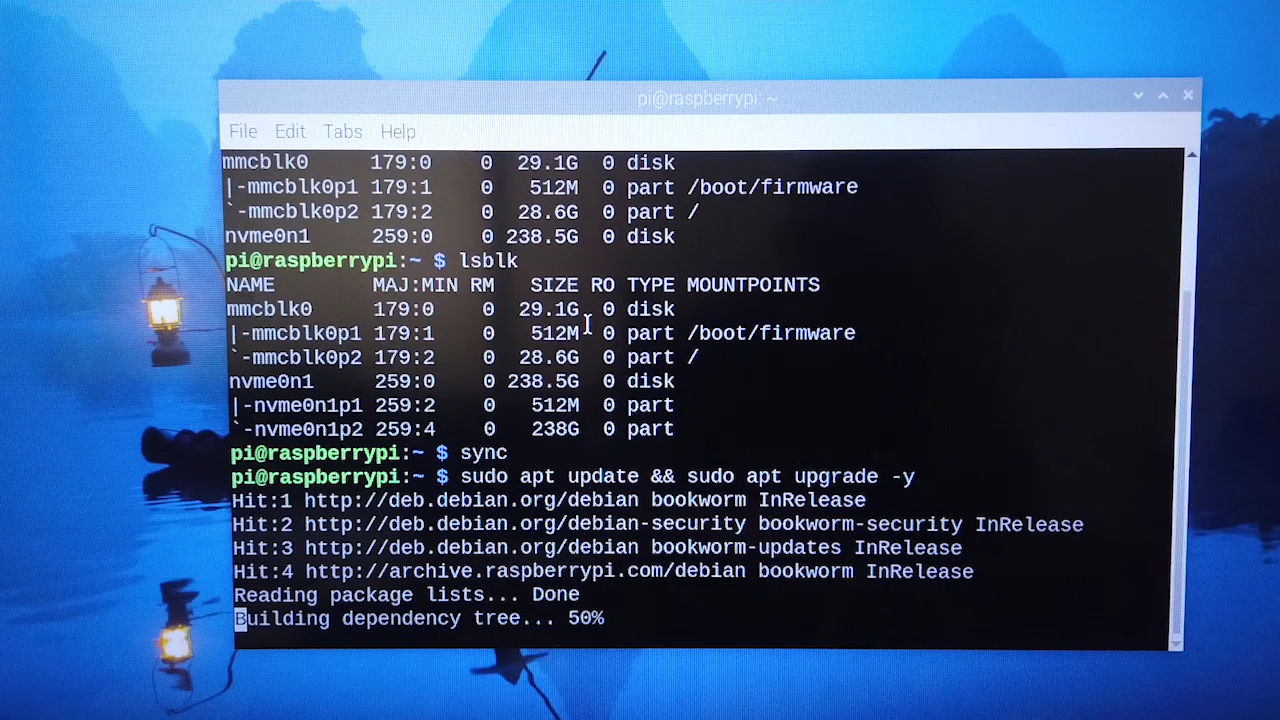 pi@raspberrypi: ~
File Edit Tabs Help
mmcblk0     179:0    0  29.1G  0 disk
|-mmcblk0p1 179:1    0   512M  0 part /boot/firmware
`-mmcblk0p2 179:2    0  28.6G  0 part /
nvme0n1     259:0    0 238.5G  0 disk
pi@raspberrypi:~ $ lsblk
NAME        MAJ:MIN RM   SIZE RO TYPE MOUNTPOINTS
mmcblk0     179:0    0  29.1G  0 disk
|-mmcblk0p1 179:1    0   512M  0 part /boot/firmware
`-mmcblk0p2 179:2    0  28.6G  0 part /
nvme0n1     259:0    0 238.5G  0 disk
|-nvme0n1p1 259:2    0   512M  0 part
`-nvme0n1p2 259:4    0   238G  0 part
pi@raspberrypi:~ $ sync
pi@raspberrypi:~ $ sudo apt update && sudo apt upgrade -y
Hit:1 http://deb.debian.org/debian bookworm InRelease
Hit:2 http://deb.debian.org/debian-security bookworm-security InRelease
Hit:3 http://deb.debian.org/debian bookworm-updates InRelease
Hit:4 http://archive.raspberrypi.com/debian bookworm InRelease
Reading package lists... Done
Building dependency tree... 50%